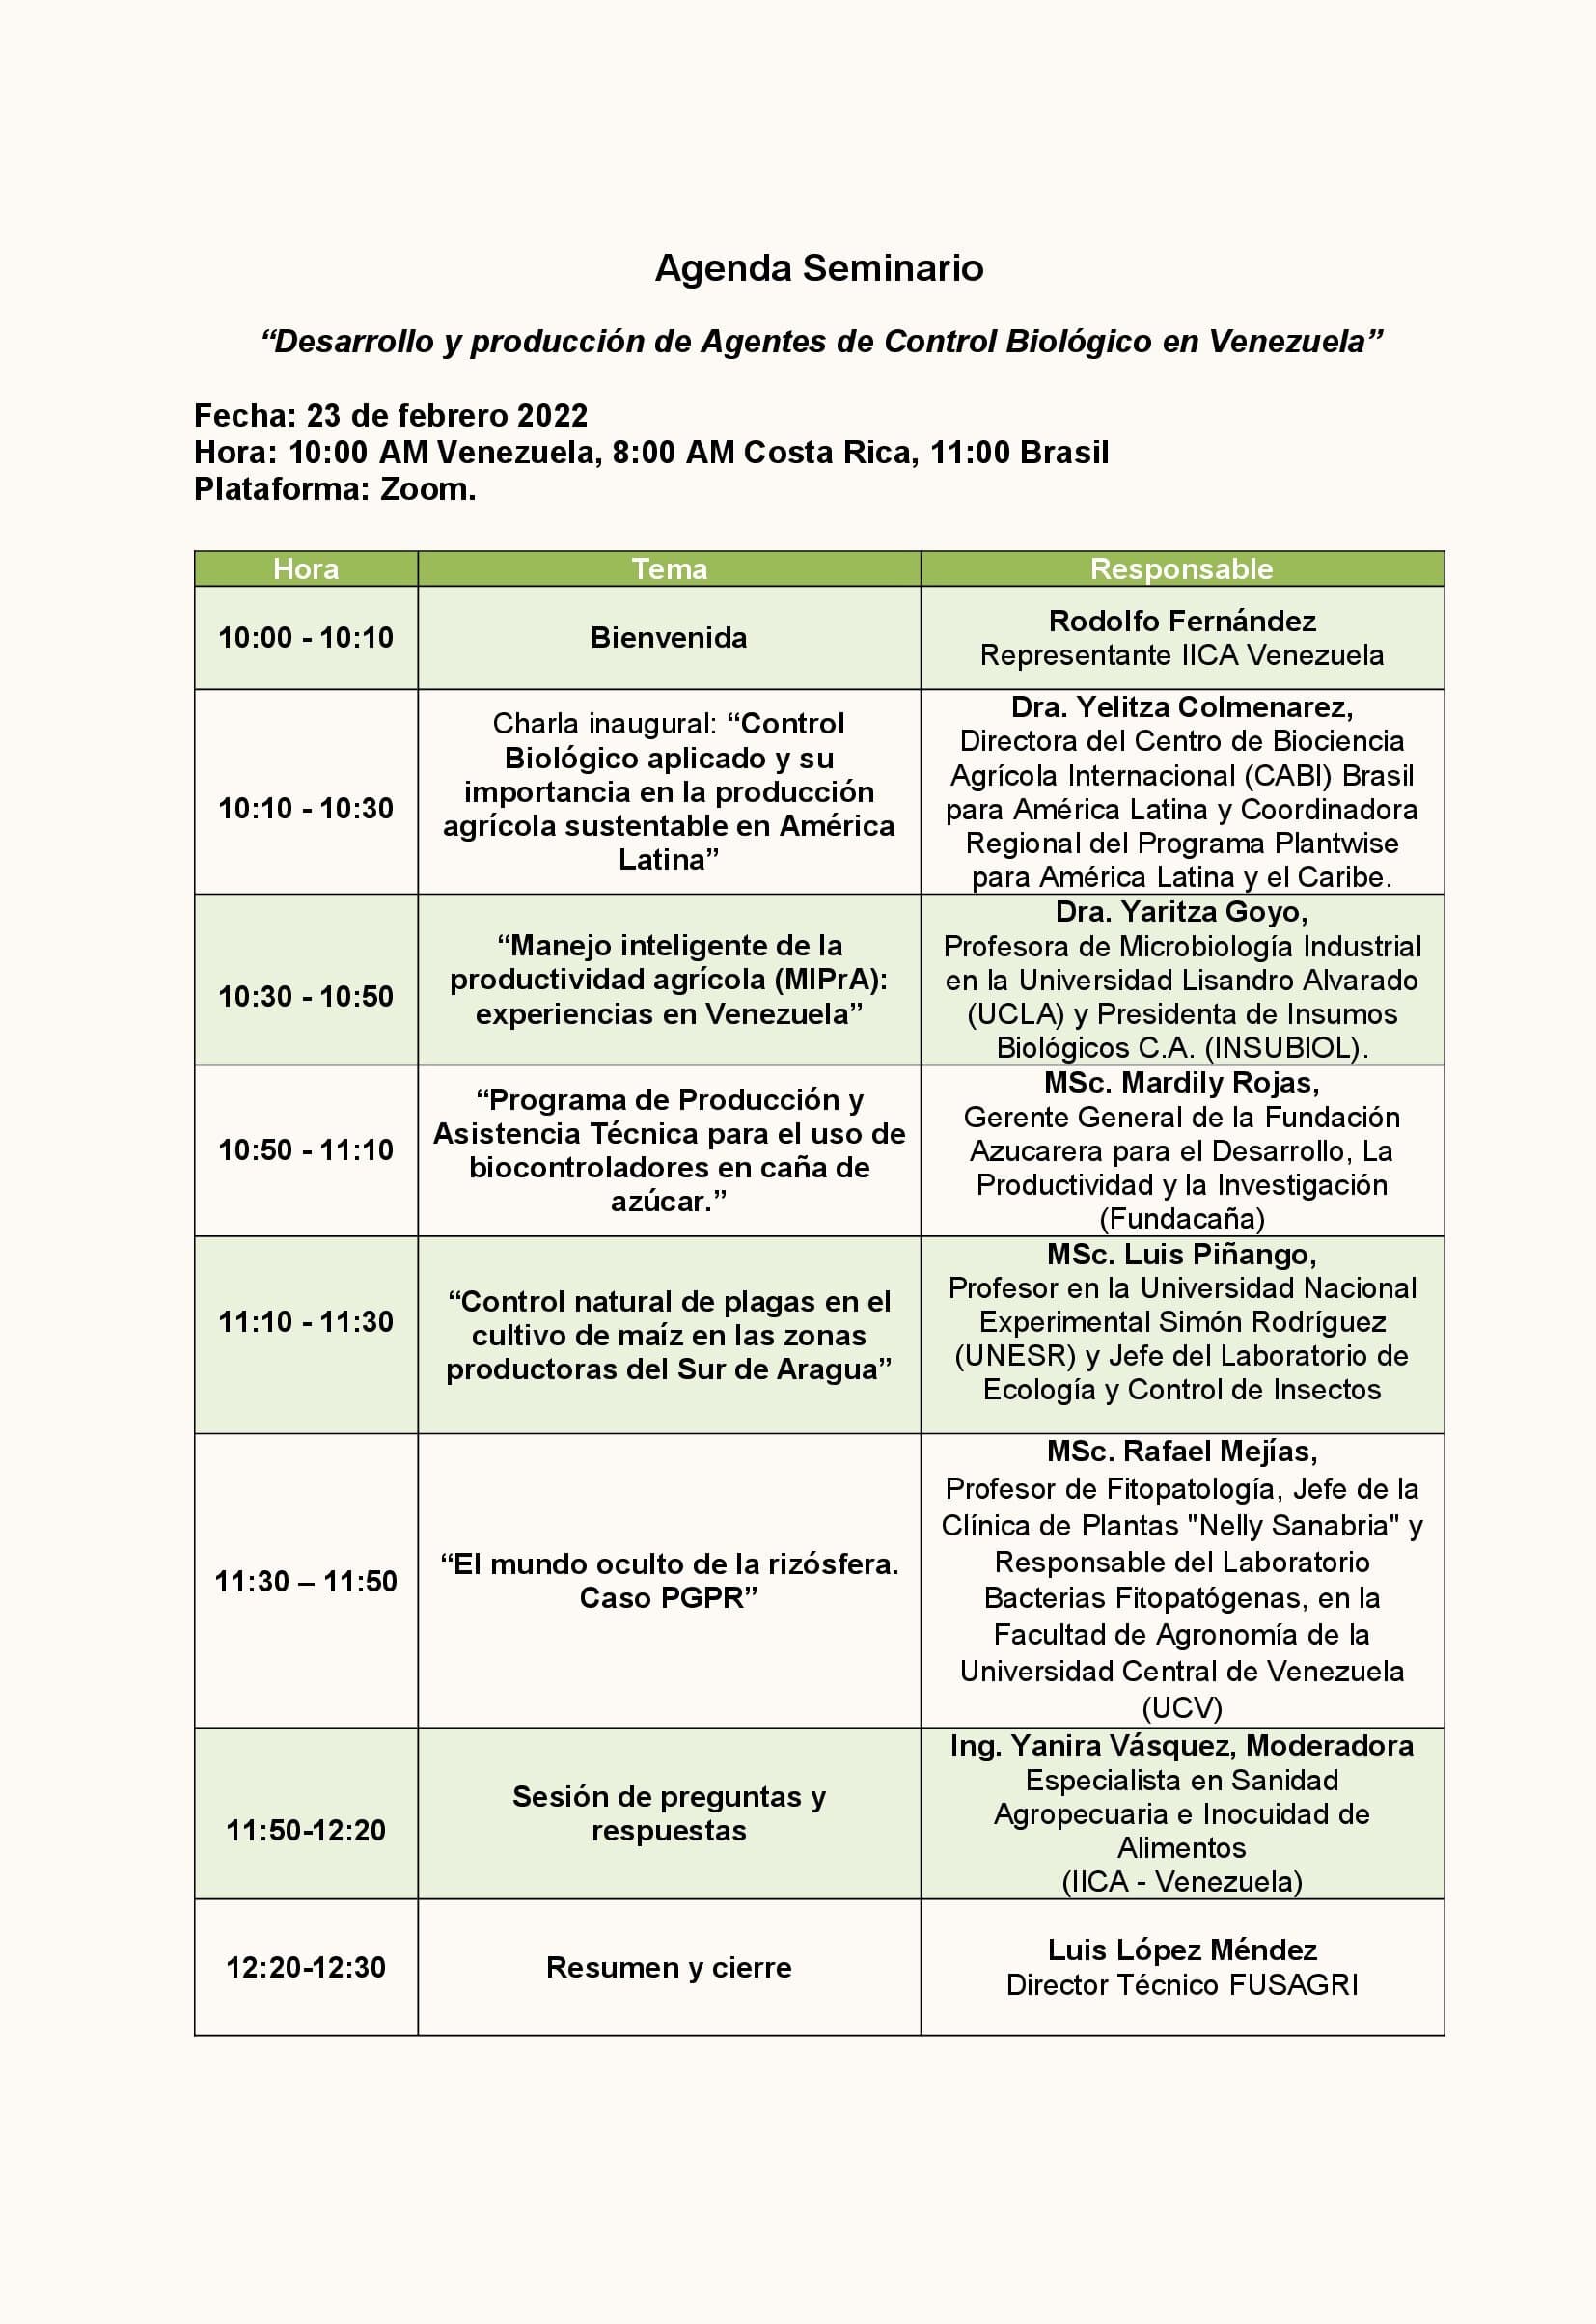 Agenda Seminario
“Desarrollo y producción de Agentes de Control Biológico en Venezuela”
Fecha: 23 de febrero 2022
Hora: 10:00 AM Venezuela, 8:00 AM Costa Rica, 11:00 Brasil
Plataforma: Zoom.
Hora
Tema
Responsable
10:00 - 10:10
Bienvenida
Rodolfo Fernández
Representante IICA Venezuela
10:10 - 10:30
Charla inaugural: “Control
Biológico aplicado y su
importancia en la producción
agrícola sustentable en América
Latina”
Dra. Yelitza Colmenarez,
Directora del Centro de Biociencia
Agrícola Internacional (CABI) Brasil
para América Latina y Coordinadora
Regional del Programa Plantwise
para América Latina y el Caribe.
10:30 - 10:50
“Manejo inteligente de la
productividad agrícola (MIPrA):
experiencias en Venezuela”
Dra. Yaritza Goyo,
Profesora de Microbiología Industrial
en la Universidad Lisandro Alvarado
(UCLA) y Presidenta de Insumos
Biológicos C.A. (INSUBIOL).
10:50 - 11:10
“Programa de Producción y
Asistencia Técnica para el uso de
biocontroladores en caña de
azúcar.”
MSc. Mardily Rojas,
Gerente General de la Fundación
Azucarera para el Desarrollo, La
Productividad y la Investigación
(Fundacaña)
11:10 - 11:30
“Control natural de plagas en el
cultivo de maíz en las zonas
productoras del Sur de Aragua”
MSc. Luis Piñango,
Profesor en la Universidad Nacional
Experimental Simón Rodríguez
(UNESR) y Jefe del Laboratorio de
Ecología y Control de Insectos
11:30 – 11:50
“El mundo oculto de la rizósfera.
Caso PGPR”
MSc. Rafael Mejías,
Profesor de Fitopatología, Jefe de la
Clínica de Plantas "Nelly Sanabria" y
Responsable del Laboratorio
Bacterias Fitopatógenas, en la
Facultad de Agronomía de la
Universidad Central de Venezuela
(UCV)
11:50-12:20
Sesión de preguntas y
respuestas
Ing. Yanira Vásquez, Moderadora
Especialista en Sanidad
Agropecuaria e Inocuidad de
Alimentos
(IICA - Venezuela)
12:20-12:30
Resumen y cierre
Luis López Méndez
Director Técnico FUSAGRI